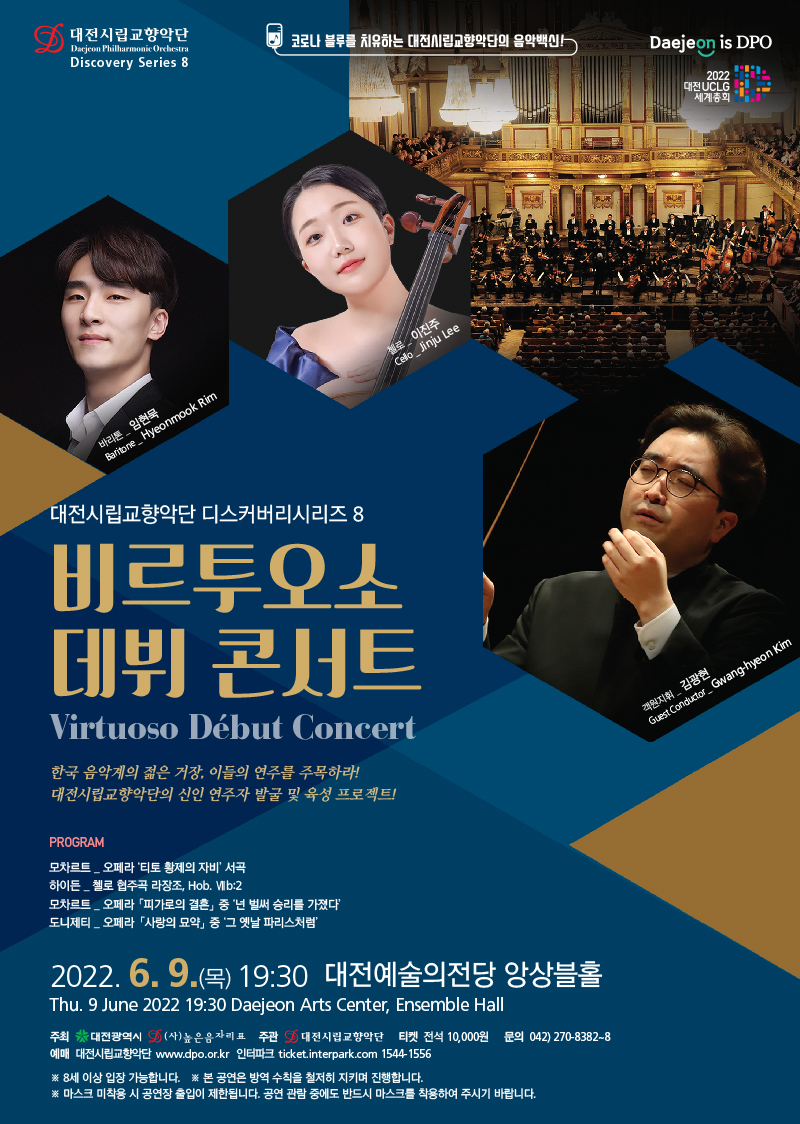 대전시립교향악단
Daejeon Philharmonic Orchestra
Discovery Series 8
코로나 블루를 치유하는 대전시립교향악단의 음악백신!
Daejeon is DPO
2022
대전UCLG
세계총회
첼로 _ 이진주
Cello _ Jinju Lee
바리톤 _ 임현묵
Baritone _ Hyeonmook Rim
객원지휘 _ 김광현
Guest Conductor _ Gwang-hyeon Kim
대전시립교향악단 디스커버리시리즈 8
비르투오소
데뷔 콘서트
Virtuoso Début Concert
한국 음악계의 젊은 거장, 이들의 연주를 주목하라!
대전시립교향악단의 신인 연주자 발굴 및 육성 프로젝트!
PROGRAM
모차르트 _ 오페라 ‘티토 황제의 자비’ 서곡
하이든 _ 첼로 협주곡 라장조, Hob. Ⅶb:2
모차르트 _ 오페라 「피가로의 결혼」 중 ‘넌 벌써 승리를 가졌다’
도니제티 _ 오페라 「사랑의 묘약」 중 ‘그 옛날 파리스처럼’
2022. 6. 9.(목) 19:30 대전예술의전당 앙상블홀
Thu. 9 June 2022 19:30 Daejeon Arts Center, Ensemble Hall
주최 대전광역시 (사)높은음자리표 주관 대전시립교향악단 티켓 전석 10,000원 문의 042) 270-8382~8
예매 대전시립교향악단 www.dpo.or.kr 인터파크 ticket.interpark.com 1544-1556
※ 8세 이상 입장 가능합니다. ※ 본 공연은 방역 수칙을 철저히 지키며 진행합니다.
※ 마스크 미착용 시 공연장 출입이 제한됩니다. 공연 관람 중에도 반드시 마스크를 착용하여 주시기 바랍니다.